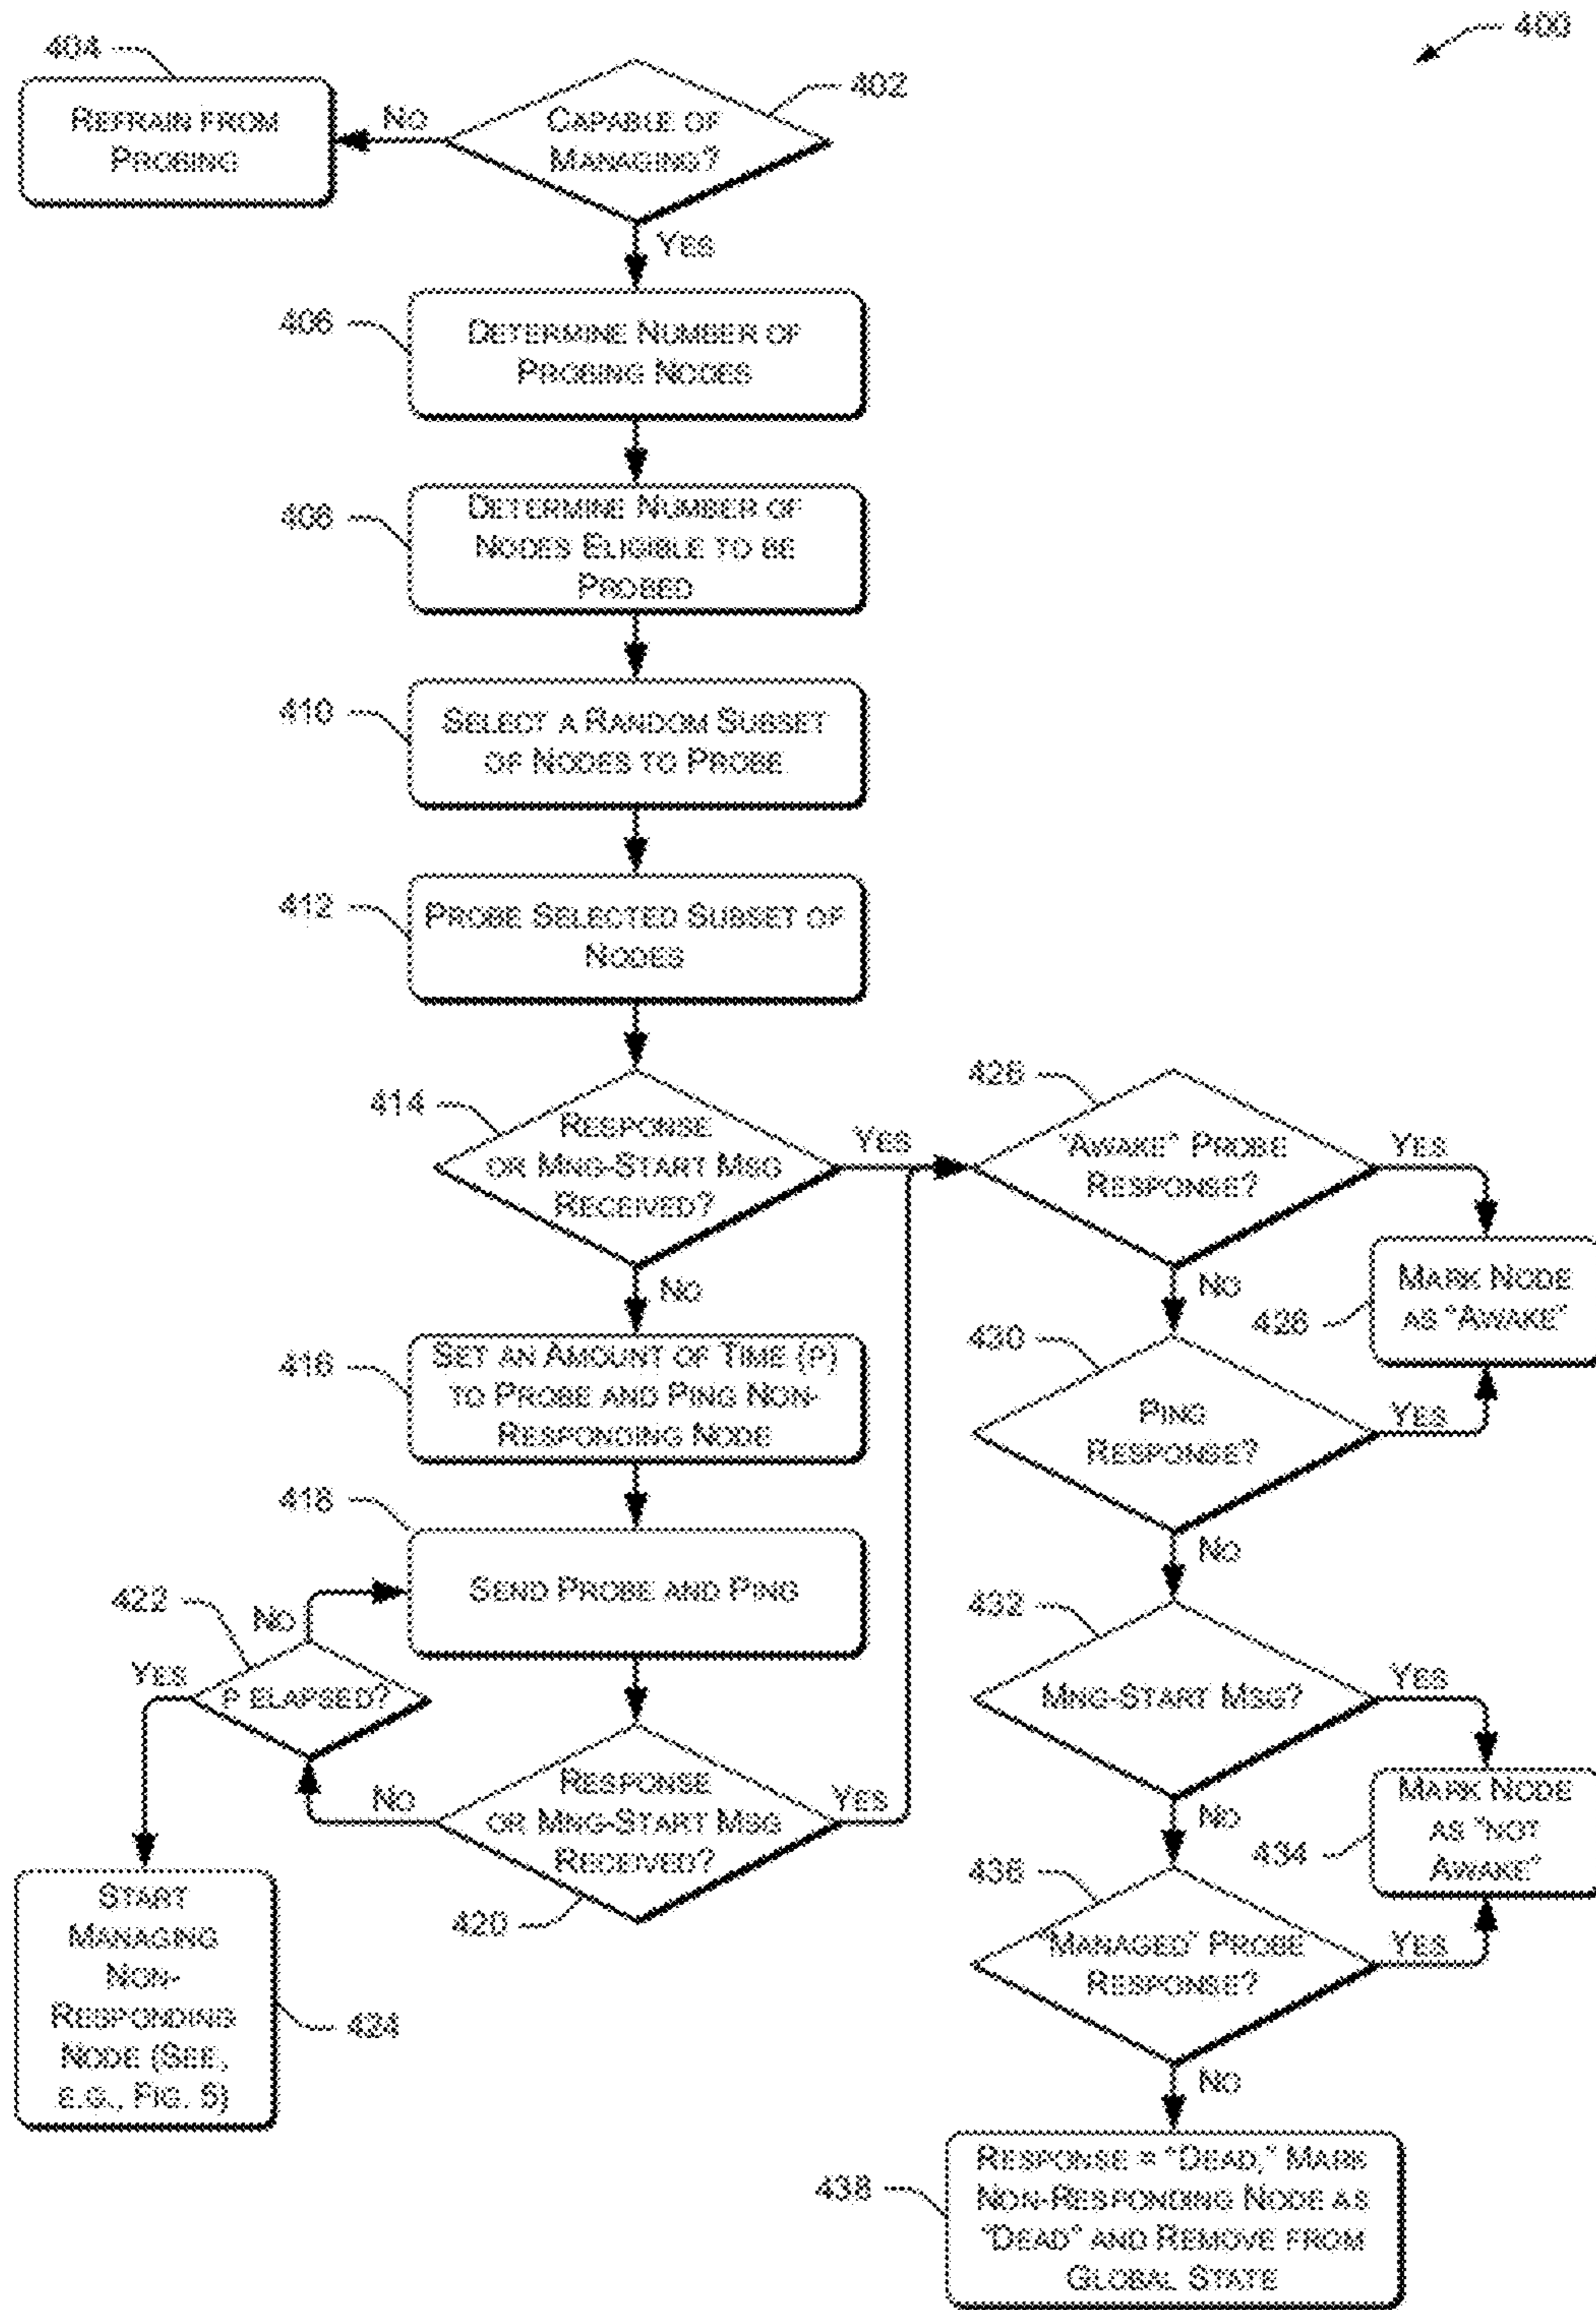 400
404
REFRAIN FROM
PROBING
NO
402
CAPABLE OF
MANAGING?
YES
406
DETERMINE NUMBER OF
PROBING NODES
408
DETERMINE NUMBER OF
NODES ELIGIBLE TO BE
PROBED
410
SELECT A RANDOM SUBSET
OF NODES TO PROBE
412
PROBE SELECTED SUBSET OF
NODES
414
RESPONSE
OR MNG-START MSG
RECEIVED?
YES
NO
416
SET AN AMOUNT OF TIME (P)
TO PROBE AND PING NON-
RESPONDING NODE
418
SEND PROBE AND PING
422
NO
YES
P ELAPSED?
NO
RESPONSE
OR MNG-START MSG
RECEIVED?
YES
420
START
MANAGING
NON-
RESPONDING
NODE (SEE,
E.G., FIG. 5)
424
426
"AWAKE" PROBE
RESPONSE?
YES
NO
MARK NODE
AS "AWAKE"
428
430
PING
RESPONSE?
YES
NO
432
MNG-START MSG?
YES
NO
MARK NODE
AS "NOT
AWAKE"
434
436
"MANAGED" PROBE
RESPONSE?
YES
NO
438
RESPONSE = "DEAD," MARK
NON-RESPONDING NODE AS
"DEAD" AND REMOVE FROM
GLOBAL STATE